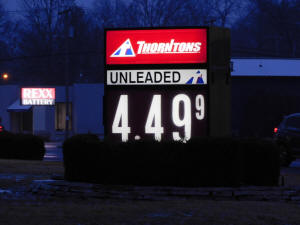 THORNTONS
UNLEADED
4.49 9
REXX
BATTERY